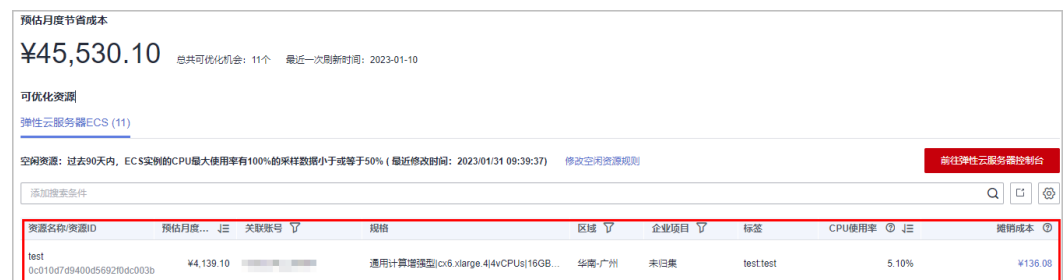 预估月度节省成本
¥45,530.10 总共可优化机会：11个 最近一次刷新时间：2023-01-10
可优化资源
弹性云服务器ECS (11)
空闲资源：过去90天内，ECS实例的CPU最大使用率有100%的采样数据小于或等于50% ( 最近修改时间：2023/01/31 09:39:37) 修改空闲资源规则 前往弹性云服务器控制台
添加搜索条件
资源名称/资源ID 预估月度... 关联账号 规格 区域 企业项目 标签 CPU使用率 摊销成本
test ¥4,139.10 通用计算增强型|cx6.xlarge.4|4vCPUs|16GB... 华南-广州 未归集 test:test 5.10% ¥136.08
0c010d7d9400d5692f0dc003b